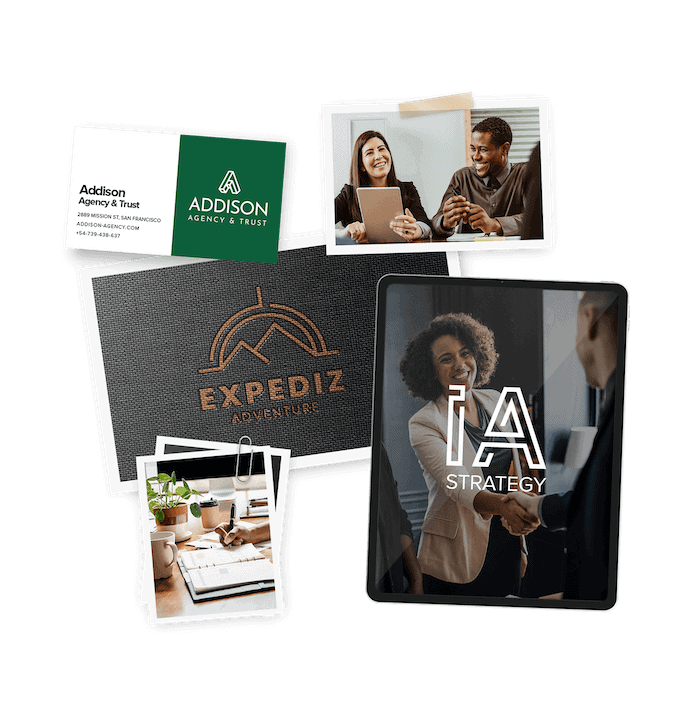 Addison
Agency & Trust
2889 MISSION ST, SAN FRANCISCO
ADDISON-AGENCY.COM
+54-739-438-637
ADDISON
AGENCY & TRUST
EXPEDIZ
ADVENTURE
iA
STRATEGY